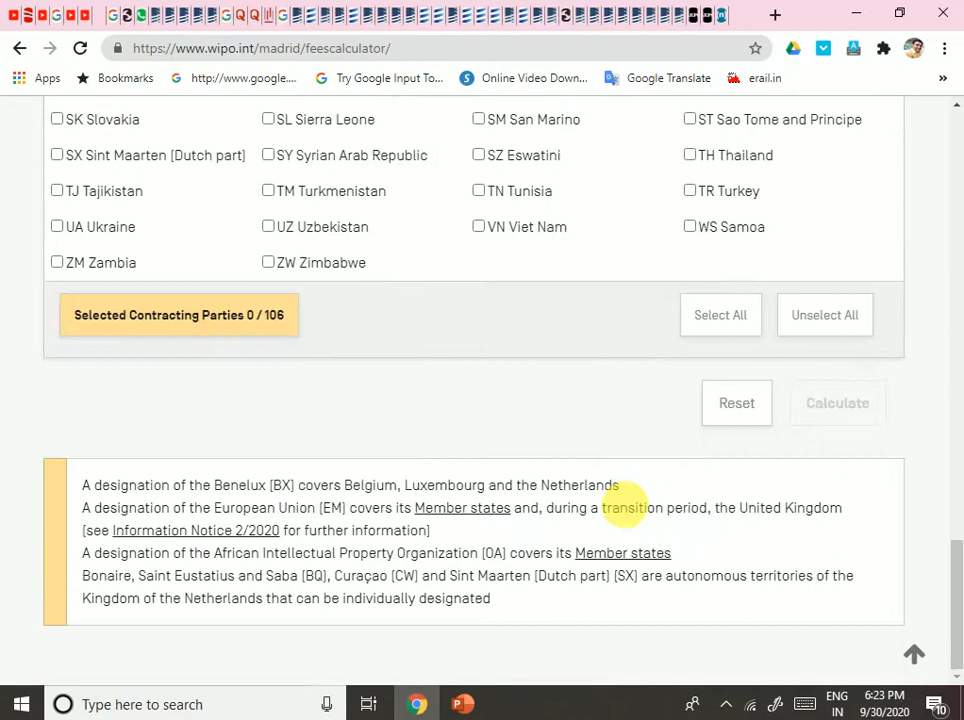 https://www.wipo.int/madrid/feescalculator/
Apps Bookmarks http://www.google.... Try Google Input To... Online Video Down... Google Translate erail.in »
SK Slovakia SL Sierra Leone SM San Marino ST Sao Tome and Principe
SX Sint Maarten [Dutch part] SY Syrian Arab Republic SZ Eswatini TH Thailand
TJ Tajikistan TM Turkmenistan TN Tunisia TR Turkey
UA Ukraine UZ Uzbekistan VN Viet Nam WS Samoa
ZM Zambia ZW Zimbabwe
Selected Contracting Parties 0 / 106 Select All Unselect All
Reset Calculate
A designation of the Benelux [BX] covers Belgium, Luxembourg and the Netherlands
A designation of the European Union [EM] covers its Member states and, during a transition period, the United Kingdom
[see Information Notice 2/2020 for further information]
A designation of the African Intellectual Property Organization [OA] covers its Member states
Bonaire, Saint Eustatius and Saba [BQ], Curaçao [CW] and Sint Maarten [Dutch part] [SX] are autonomous territories of the
Kingdom of the Netherlands that can be individually designated
Type here to search
ENG
IN
6:23 PM
9/30/2020
10